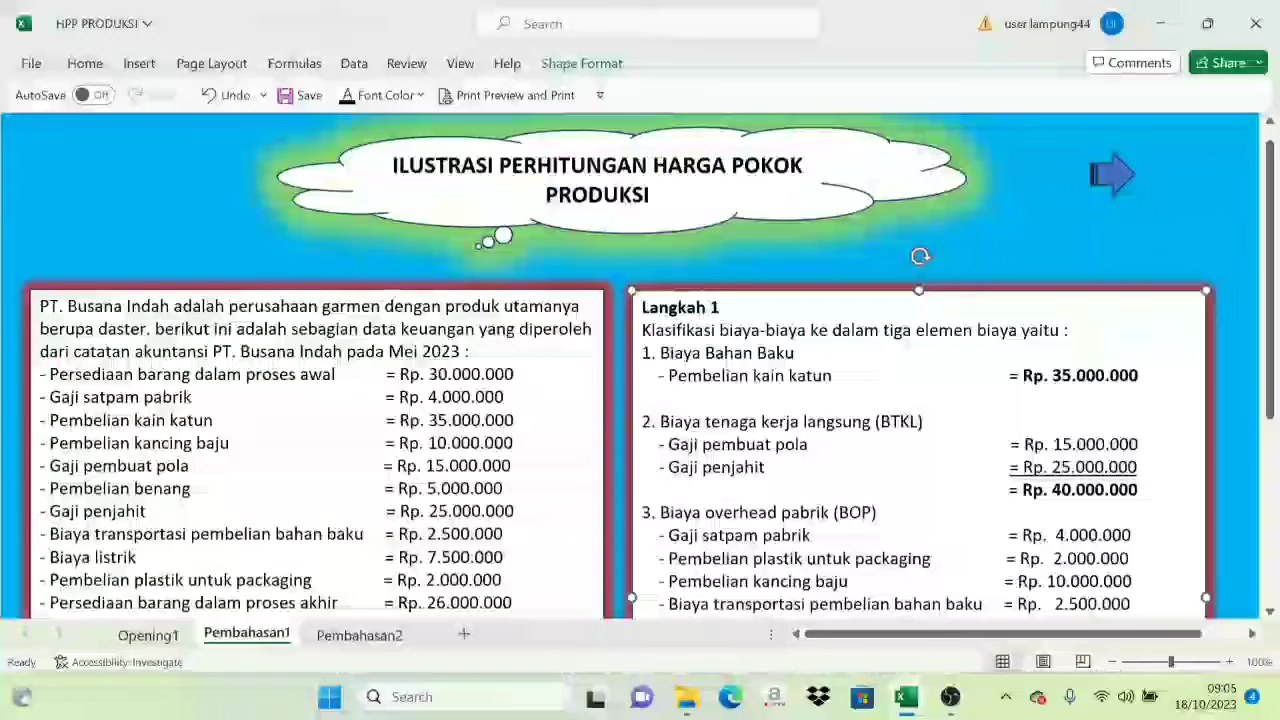 HPP PRODUKSI
Search
user lampung44
File Home Insert Page Layout Formulas Data Review View Help Shape Format
Comments
Share
AutoSave Off Undo Save Font Color Print Preview and Print
ILUSTRASI PERHITUNGAN HARGA POKOK
PRODUKSI
PT. Busana Indah adalah perusahaan garmen dengan produk utamanya
berupa daster. berikut ini adalah sebagian data keuangan yang diperoleh
dari catatan akuntansi PT. Busana Indah pada Mei 2023 :
- Persediaan barang dalam proses awal = Rp. 30.000.000
- Gaji satpam pabrik = Rp. 4.000.000
- Pembelian kain katun = Rp. 35.000.000
- Pembelian kancing baju = Rp. 10.000.000
- Gaji pembuat pola = Rp. 15.000.000
- Pembelian benang = Rp. 5.000.000
- Gaji penjahit = Rp. 25.000.000
- Biaya transportasi pembelian bahan baku = Rp. 2.500.000
- Biaya listrik = Rp. 7.500.000
- Pembelian plastik untuk packaging = Rp. 2.000.000
- Persediaan barang dalam proses akhir = Rp. 26.000.000
Langkah 1
Klasifikasi biaya-biaya ke dalam tiga elemen biaya yaitu :
1. Biaya Bahan Baku
- Pembelian kain katun = Rp. 35.000.000
2. Biaya tenaga kerja langsung (BTKL)
- Gaji pembuat pola = Rp. 15.000.000
- Gaji penjahit = Rp. 25.000.000
= Rp. 40.000.000
3. Biaya overhead pabrik (BOP)
- Gaji satpam pabrik = Rp. 4.000.000
- Pembelian plastik untuk packaging = Rp. 2.000.000
- Pembelian kancing baju = Rp. 10.000.000
- Biaya transportasi pembelian bahan baku = Rp. 2.500.000
Opening1 Pembahasan1 Pembahasan2
Ready Accessibility: Investigate
100%
Search
09:05
18/10/2023
4